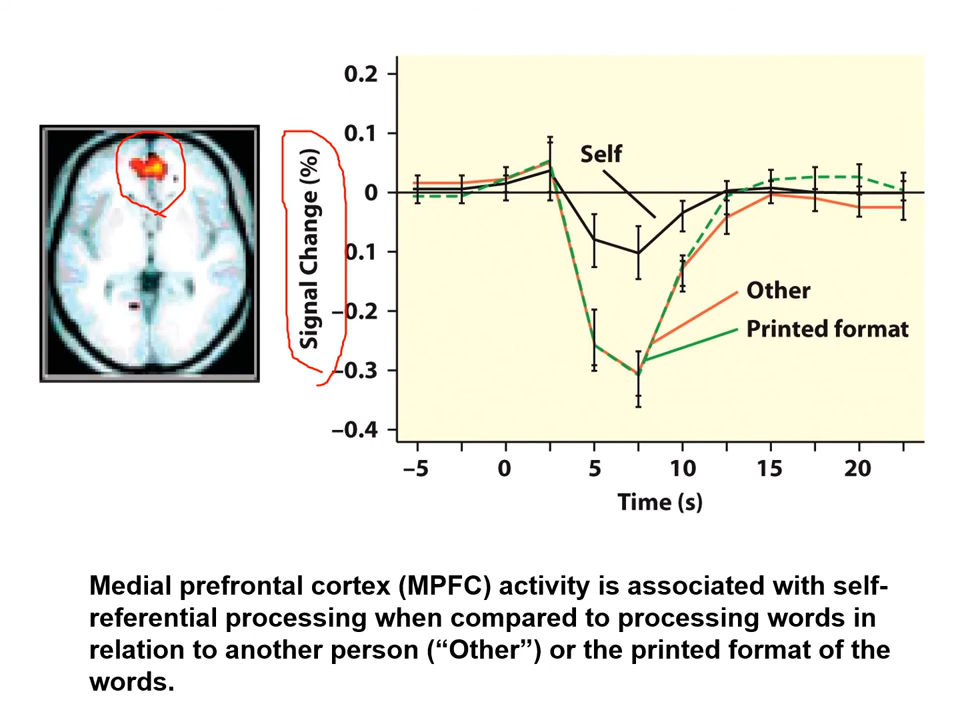 0.2
0.1
0
0.1
–0.2
–0.3
–0.4
Signal Change (%)
Self
Other
Printed format
–5 0 5 10 15 20
Time (s)
Medial prefrontal cortex (MPFC) activity is associated with self-
referential processing when compared to processing words in
relation to another person (“Other”) or the printed format of the
words.